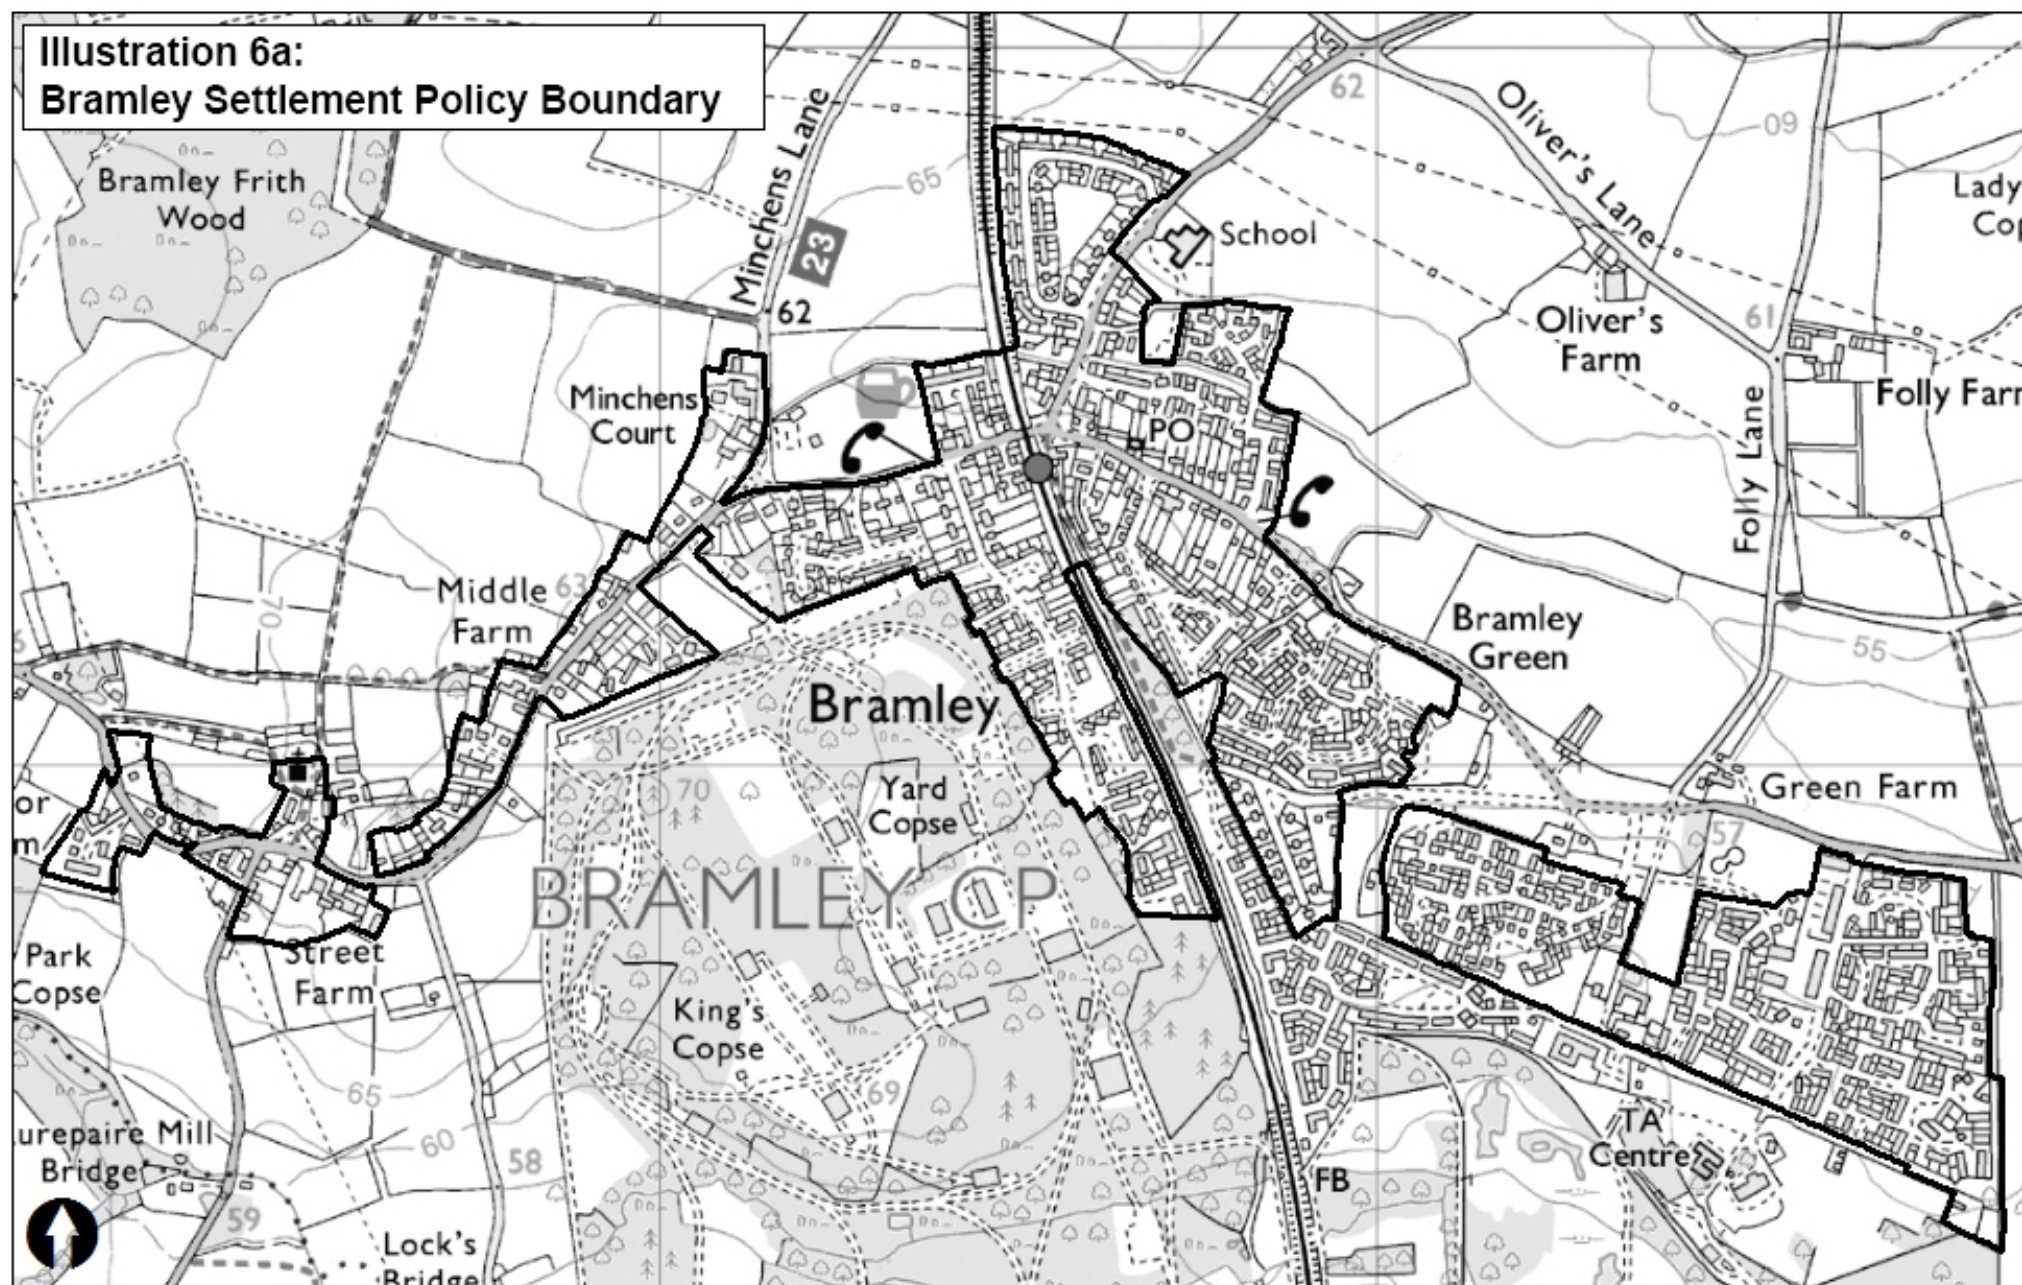 Illustration 6a:
Bramley Settlement Policy Boundary
62
Oliver's Lane
60
Minchens Lane
Bramley Frith
Wood
65
Lady
Cop
School
23
62
61
Oliver's
Farm
Minchens
Court
Folly Farm
Folly Lane
PO
63
Middle
Farm
70
Bramley
Green
55
Bramley
Yard
Copse
70
Green Farm
or
m
57
BRAMLEY CP
Street
Farm
Park
Copse
King's
Copse
69
65
60
58
TA
Centre
urepaire Mill
Bridge
FB
59
Lock's
Bridge